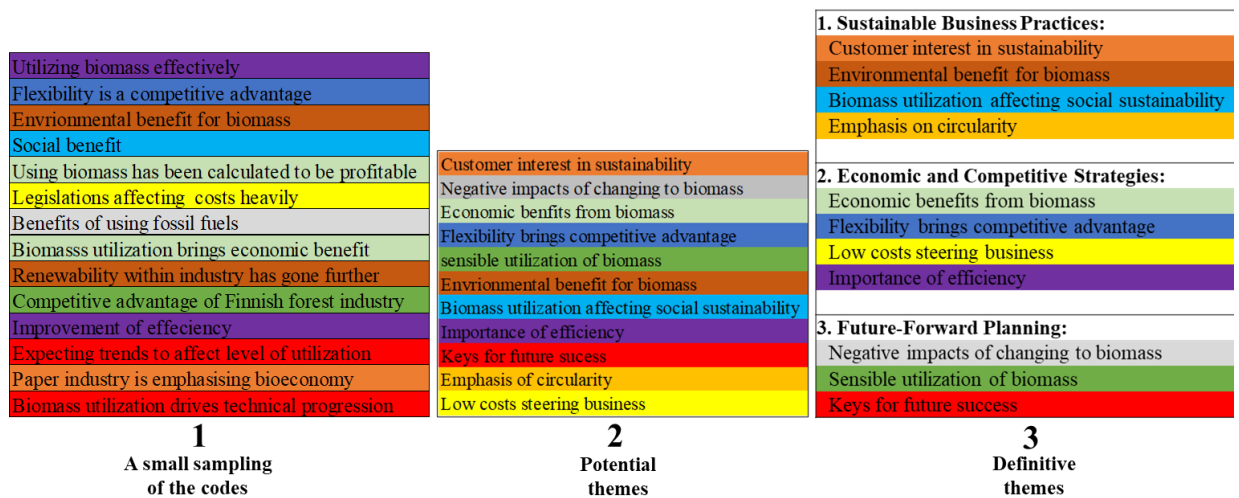 Utilizing biomass effectively
Flexibility is a competitive advantage
Envrionmental benefit for biomass
Social benefit
Using biomass has been calculated to be profitable
Legislations affecting costs heavily
Benefits of using fossil fuels
Biomasss utilization brings economic benefit
Renewability within industry has gone further
Competitive advantage of Finnish forest industry
Improvement of effeciency
Expecting trends to affect level of utilization
Paper industry is emphasising bioeconomy
Biomass utilization drives technical progression
1
A small sampling
of the codes
Customer interest in sustainability
Negative impacts of changing to biomass
Economic benfits from biomass
Flexibility brings competitive advantage
sensible utilization of biomass
Envrionmental benefit for biomass
Biomass utilization affecting social sustainability
Importance of efficiency
Keys for future sucess
Emphasis of circularity
Low costs steering business
2
Potential
themes
1. Sustainable Business Practices:
Customer interest in sustainability
Environmental benefit for biomass
Biomass utilization affecting social sustainability
Emphasis on circularity
2. Economic and Competitive Strategies:
Economic benefits from biomass
Flexibility brings competitive advantage
Low costs steering business
Importance of efficiency
3. Future-Forward Planning:
Negative impacts of changing to biomass
Sensible utilization of biomass
Keys for future success
3
Definitive
themes